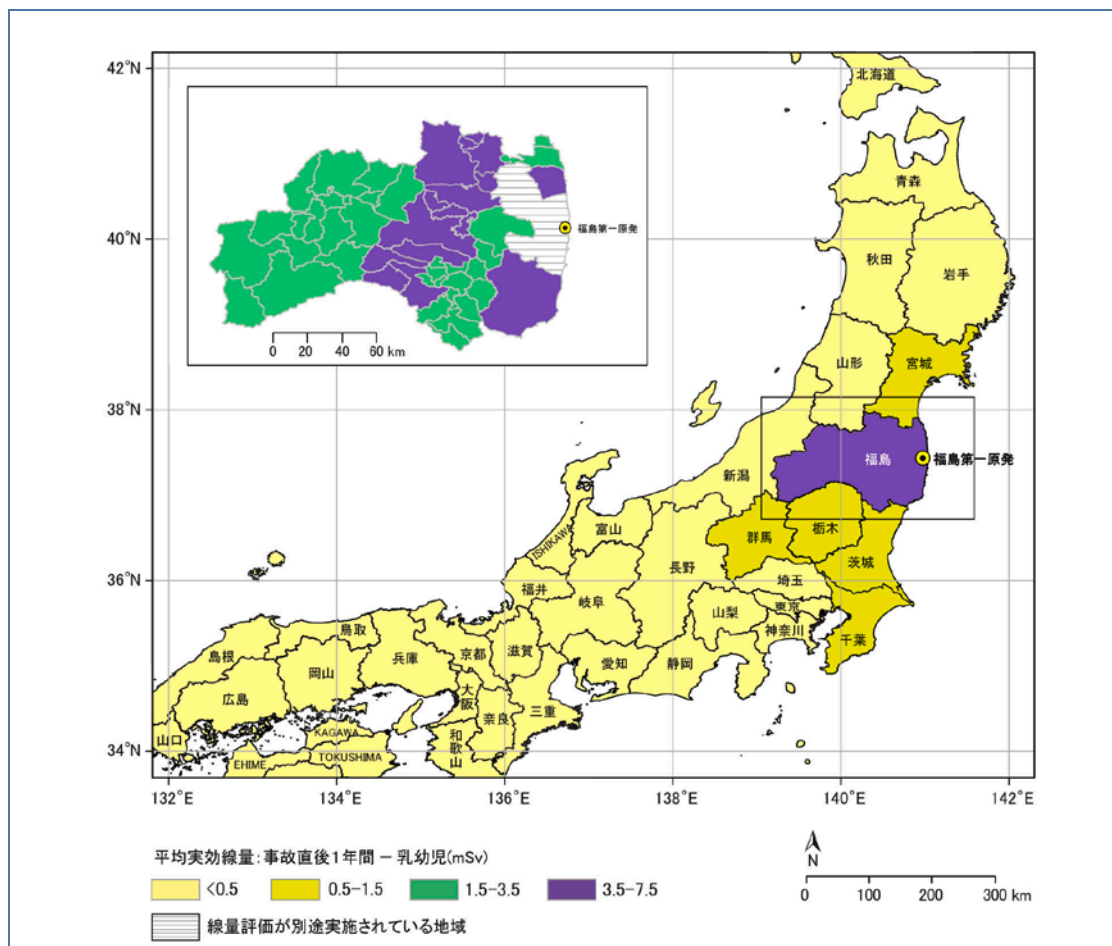 42°N
40°N
38°N
36°N
34°N
132°E
134°E
136°E
138°E
140°E
142°E
福島第一原発
0 20 40 60 km
北海道
青森
秋田
岩手
山形
宮城
福島
福島第一原発
新潟
群馬
栃木
茨城
ISHIKAWA
富山
長野
埼玉
福井
岐阜
山梨
東京
神奈川
千葉
鳥取
島根
岡山
兵庫
京都
滋賀
愛知
静岡
広島
大阪
奈良
三重
山口
KAGAWA
和歌山
EHIME
TOKUSHIMA
平均実効線量:事故直後1年間 − 乳幼児(mSv)
<0.5
0.5−1.5
1.5−3.5
3.5−7.5
線量評価が別途実施されている地域
N
0 100 200 300 km